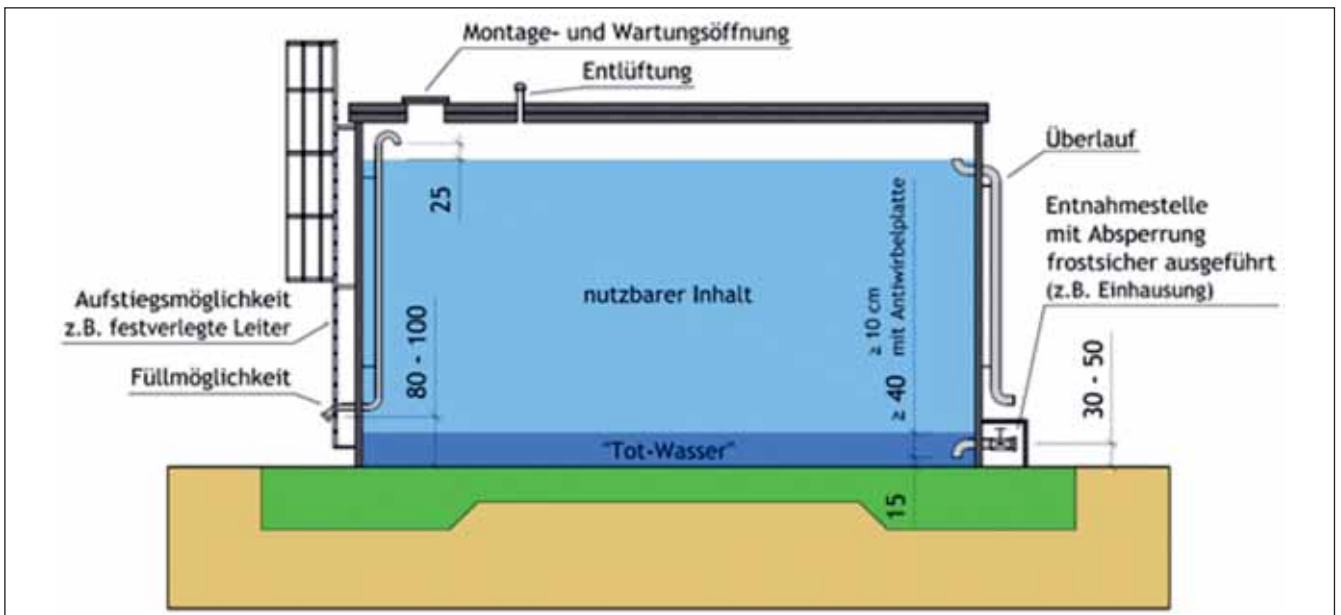 Montage- und Wartungsöffnung
Entlüftung
Überlauf
25
Entnahmestelle
mit Absperrung
frostsicher ausgeführt
(z.B. Einhausung)
Aufstiegsmöglichkeit
z.B. festverlegte Leiter
nutzbarer Inhalt
≥ 10 cm
mit Antiwirbelplatte
≥ 40
80 - 100
30 - 50
Füllmöglichkeit
"Tot-Wasser"
15